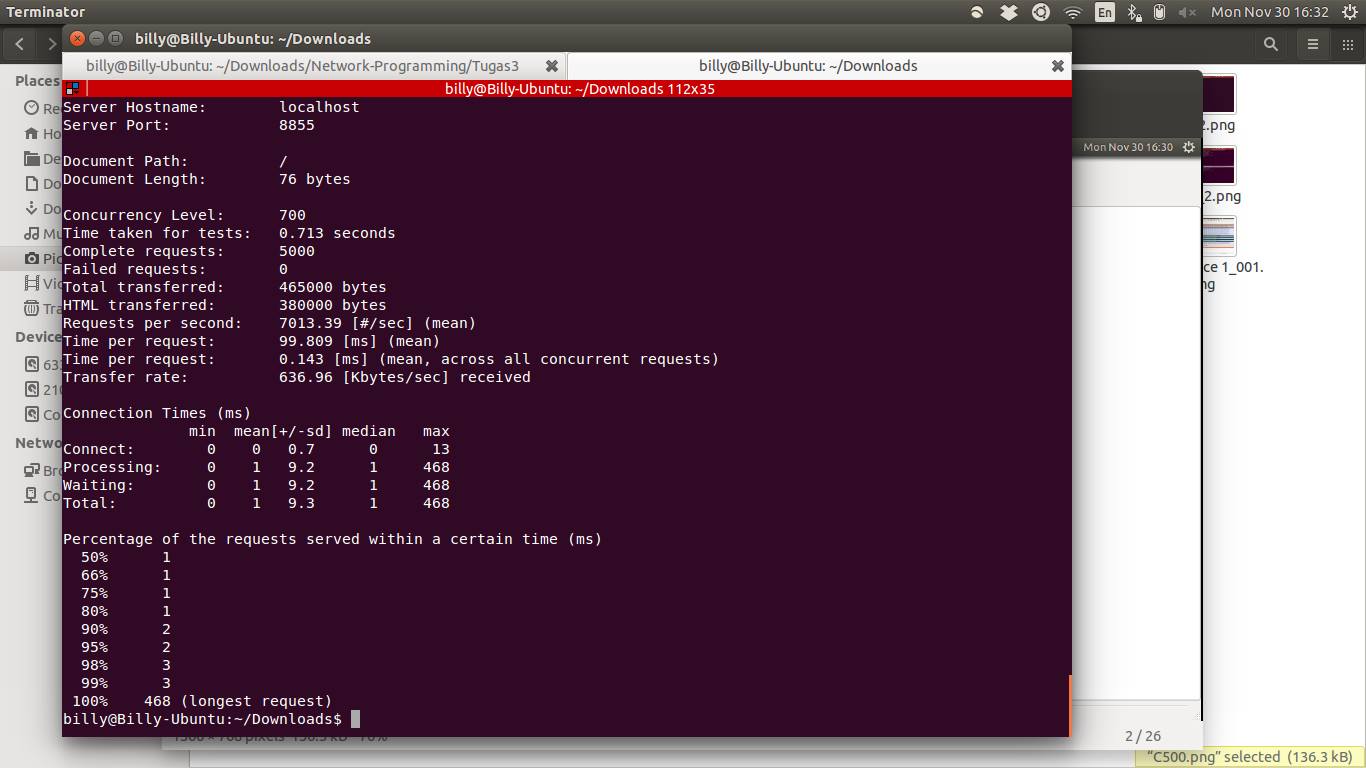 Terminator
En
Mon Nov 30 16:32
billy@Billy-Ubuntu: ~/Downloads
billy@Billy-Ubuntu: ~/Downloads/Network-Programming/Tugas3
billy@Billy-Ubuntu: ~/Downloads
billy@Billy-Ubuntu: ~/Downloads 112x35
Server Hostname:        localhost
Server Port:            8855
Document Path:          /
Document Length:        76 bytes
Concurrency Level:      700
Time taken for tests:   0.713 seconds
Complete requests:      5000
Failed requests:        0
Total transferred:      465000 bytes
HTML transferred:       380000 bytes
Requests per second:    7013.39 [#/sec] (mean)
Time per request:       99.809 [ms] (mean)
Time per request:       0.143 [ms] (mean, across all concurrent requests)
Transfer rate:          636.96 [Kbytes/sec] received
Connection Times (ms)
              min  mean[+/-sd] median   max
Connect:        0    0   0.7      0      13
Processing:     0    1   9.2      1     468
Waiting:        0    1   9.2      1     468
Total:          0    1   9.3      1     468
Percentage of the requests served within a certain time (ms)
  50%      1
  66%      1
  75%      1
  80%      1
  90%      2
  95%      2
  98%      3
  99%      3
 100%    468 (longest request)
billy@Billy-Ubuntu:~/Downloads$
Places
Re
Ho
De
Do
Do
Mu
Pic
Vic
Tra
Device
63
210
Co
Netwo
Bro
Co
Mon Nov 30 16:30
2.png
_2.png
ce 1_001.
ng
2 / 26
"C500.png" selected (136.3 kB)